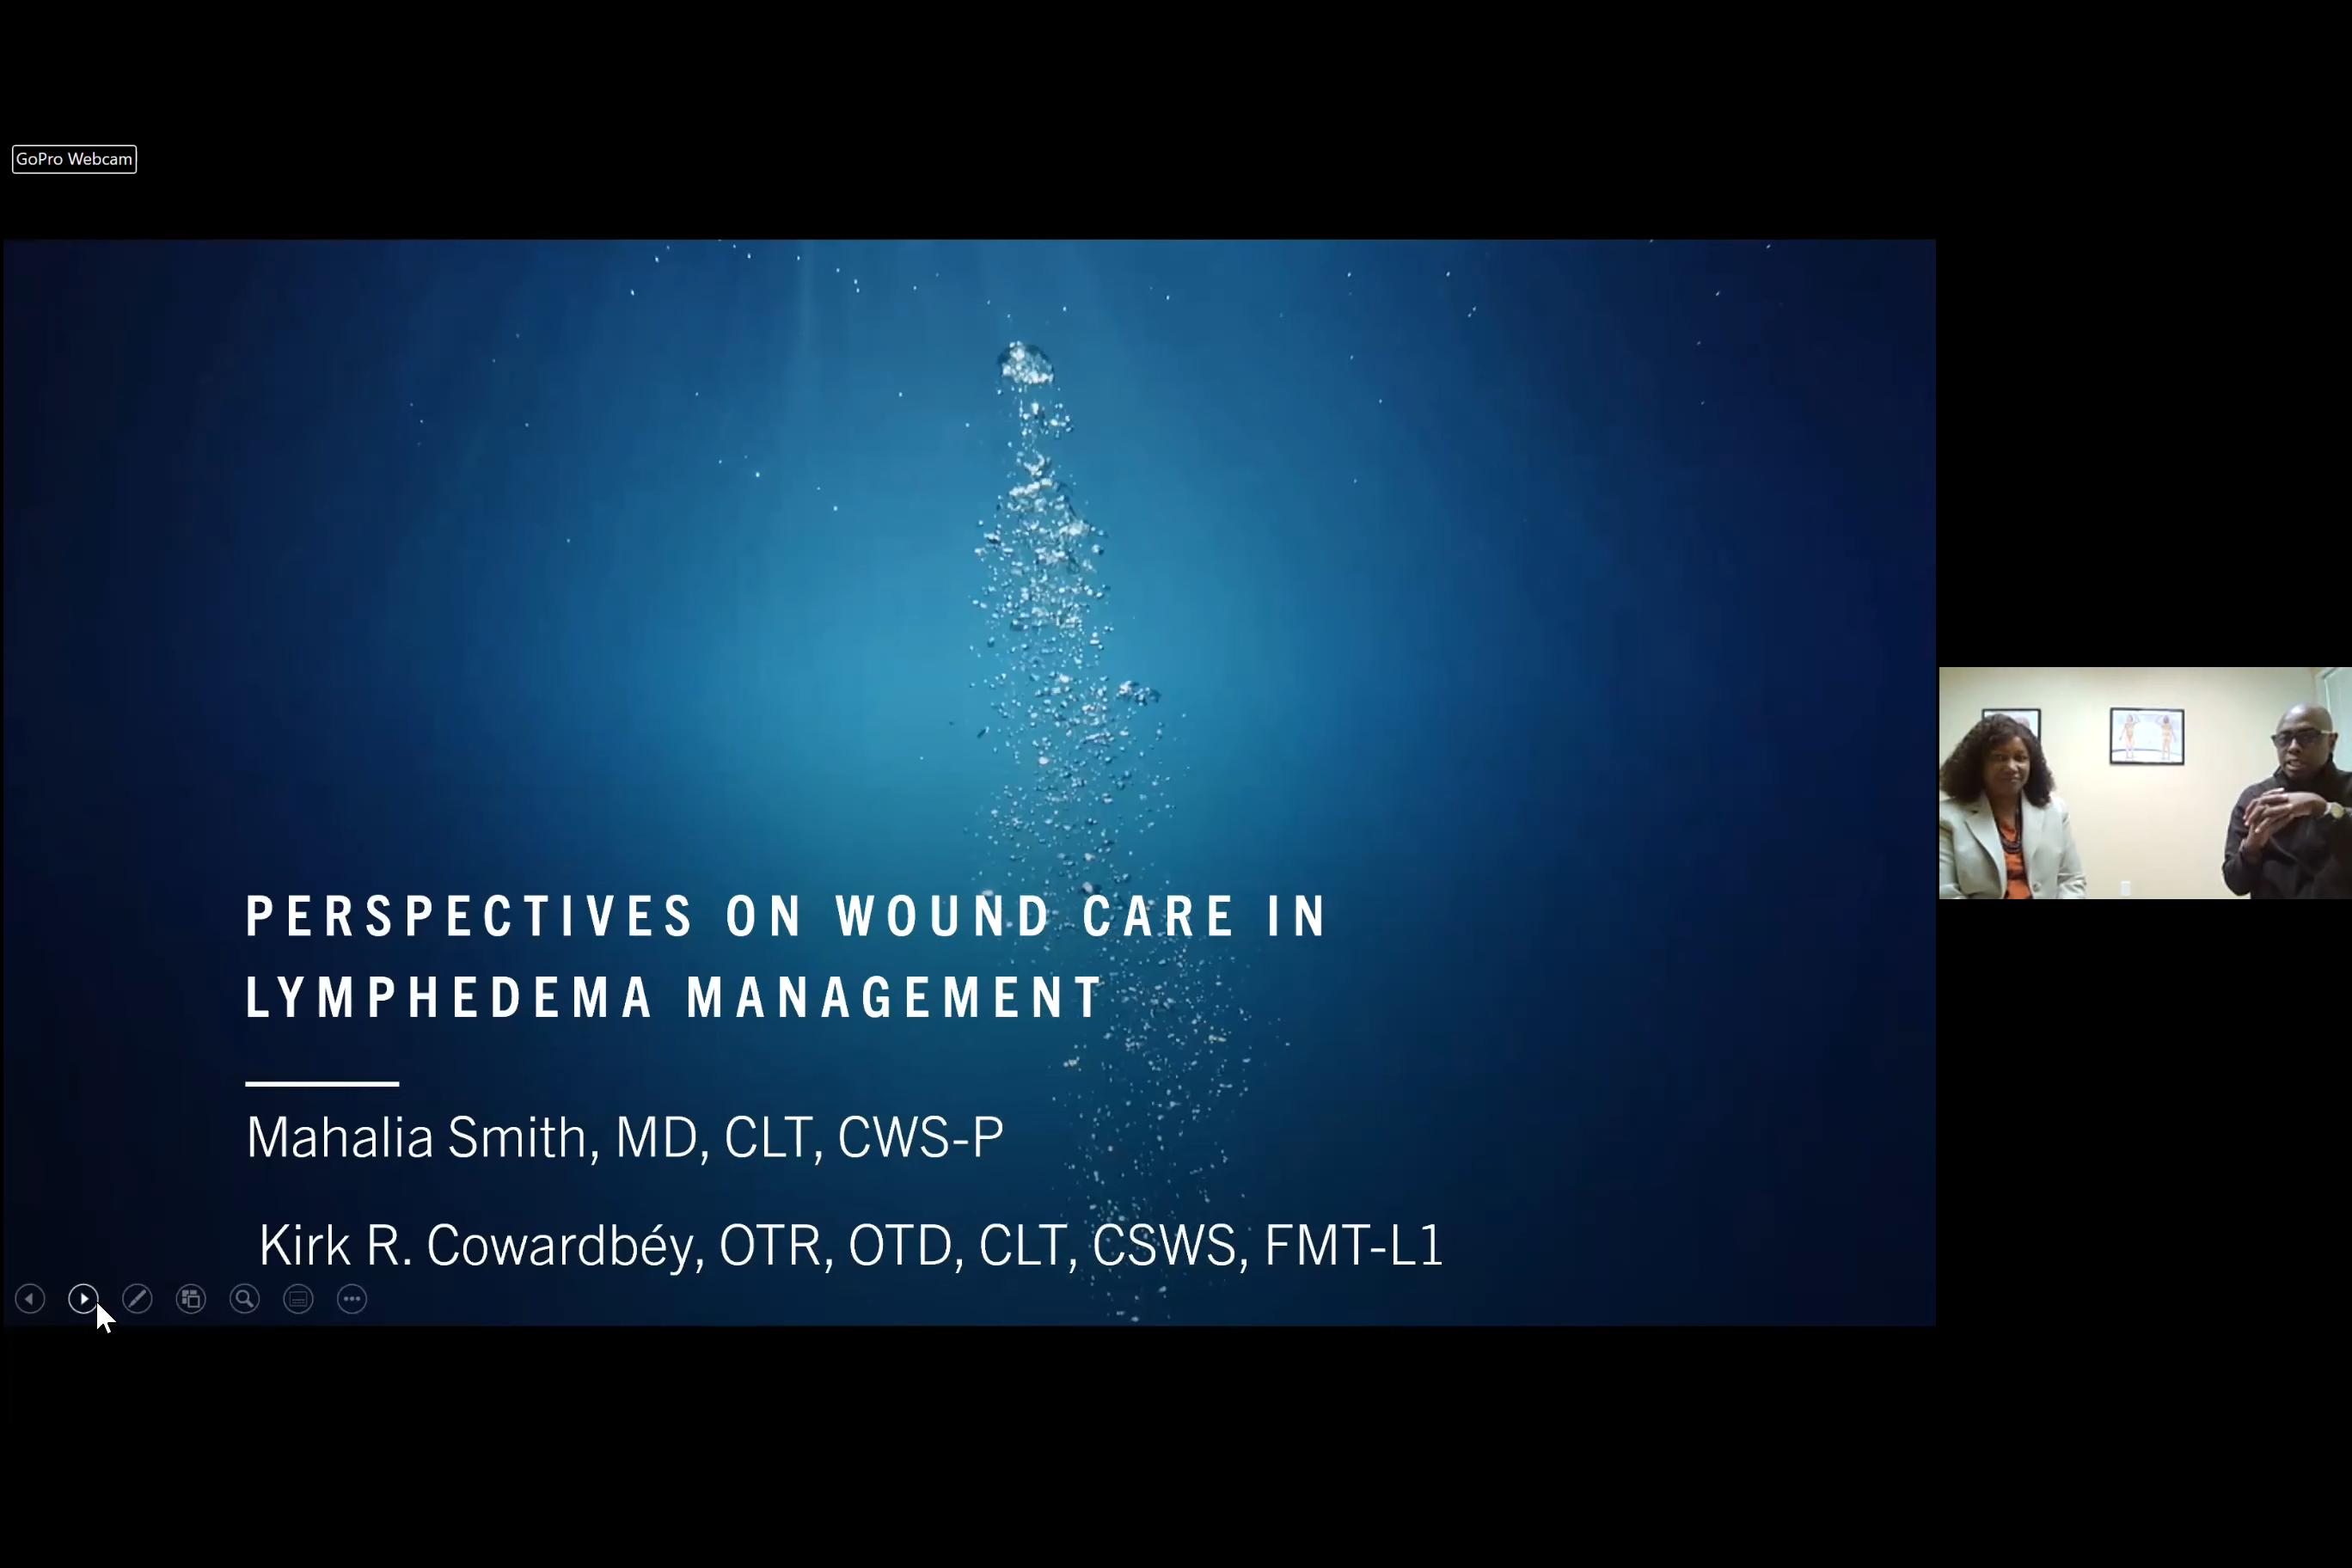 GoPro Webcam
PERSPECTIVES ON WOUND CARE IN
LYMPHEDEMA MANAGEMENT
Mahalia Smith, MD, CLT, CWS-P
Kirk R. Cowardbéy, OTR, OTD, CLT, CSWS, FMT-L1